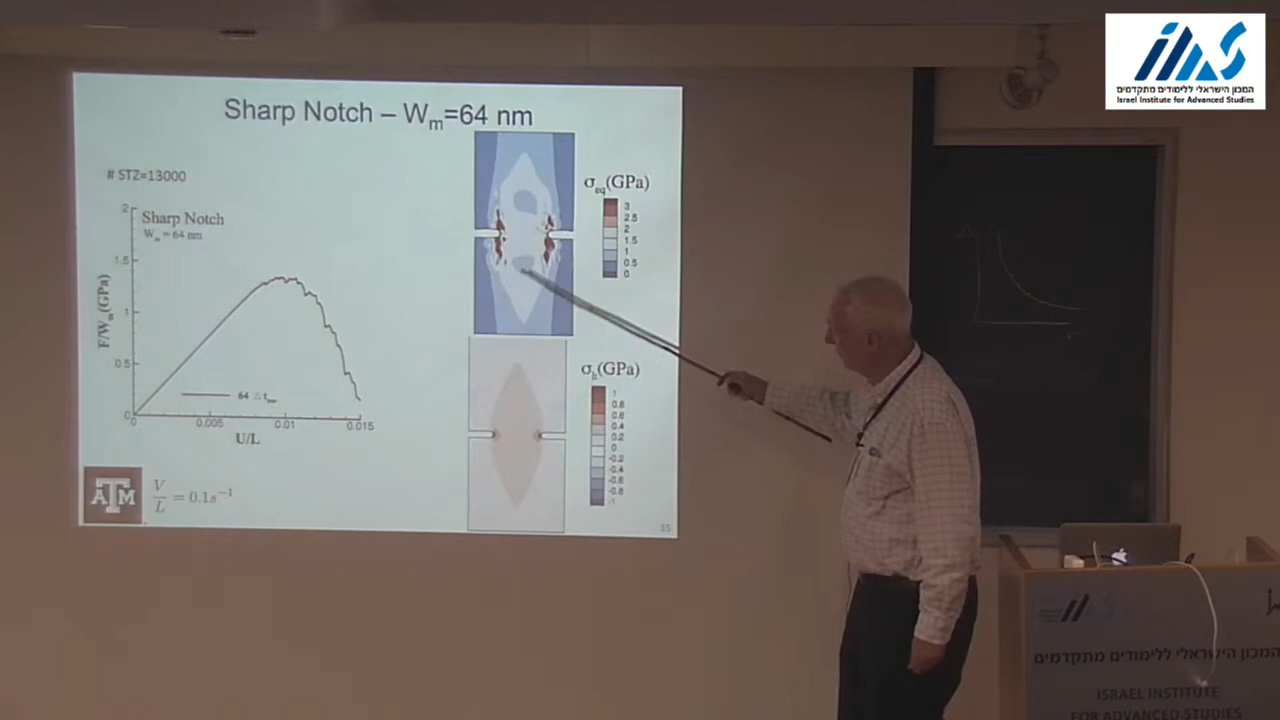 Sharp Notch – Wm=64 nm
# STZ=13000
Sharp Notch
Wm = 64 nm
F/Wm(GPa)
2
1.5
1
0.5
0
0 0.005 0.01 0.015
U/L
64
V/L = 0.1s⁻¹
ATM
σeq(GPa)
3
2.5
2
1.5
1
0.5
0
σh(GPa)
1
0.8
0.6
0.4
0.2
0
-0.2
-0.4
-0.6
-0.8
-1
35
המכון הישראלי ללימודים מתקדמים
Israel Institute for Advanced Studies
המכון הישראלי ללימודים מתקדמים
ISRAEL INSTITUTE
FOR ADVANCED STUDIES